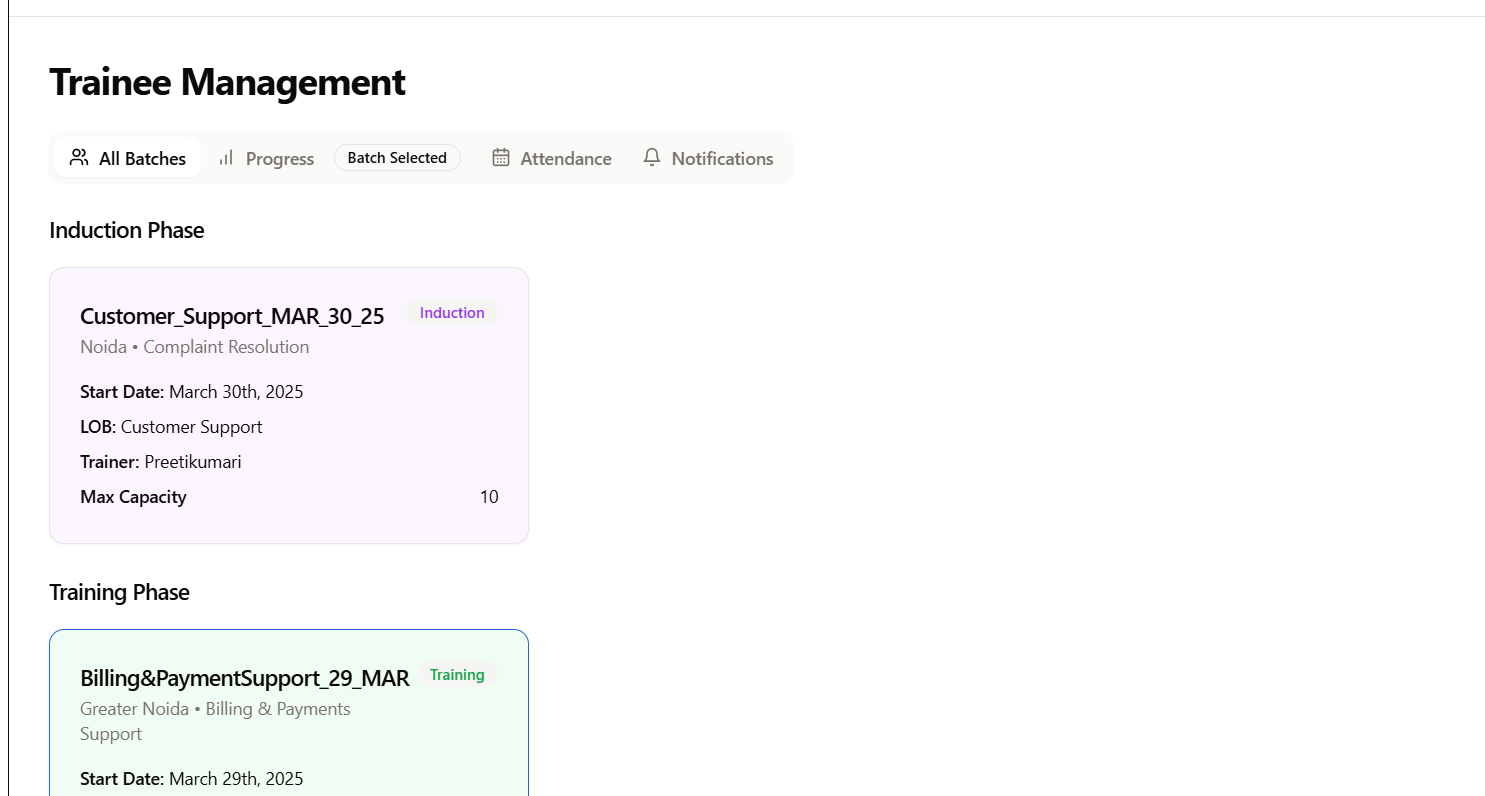 Trainee Management
All Batches Progress Batch Selected Attendance Notifications
Induction Phase
Customer_Support_MAR_30_25 Induction
Noida • Complaint Resolution
Start Date: March 30th, 2025
LOB: Customer Support
Trainer: Preetikumari
Max Capacity 10
Training Phase
Billing&PaymentSupport_29_MAR Training
Greater Noida • Billing & Payments
Support
Start Date: March 29th, 2025